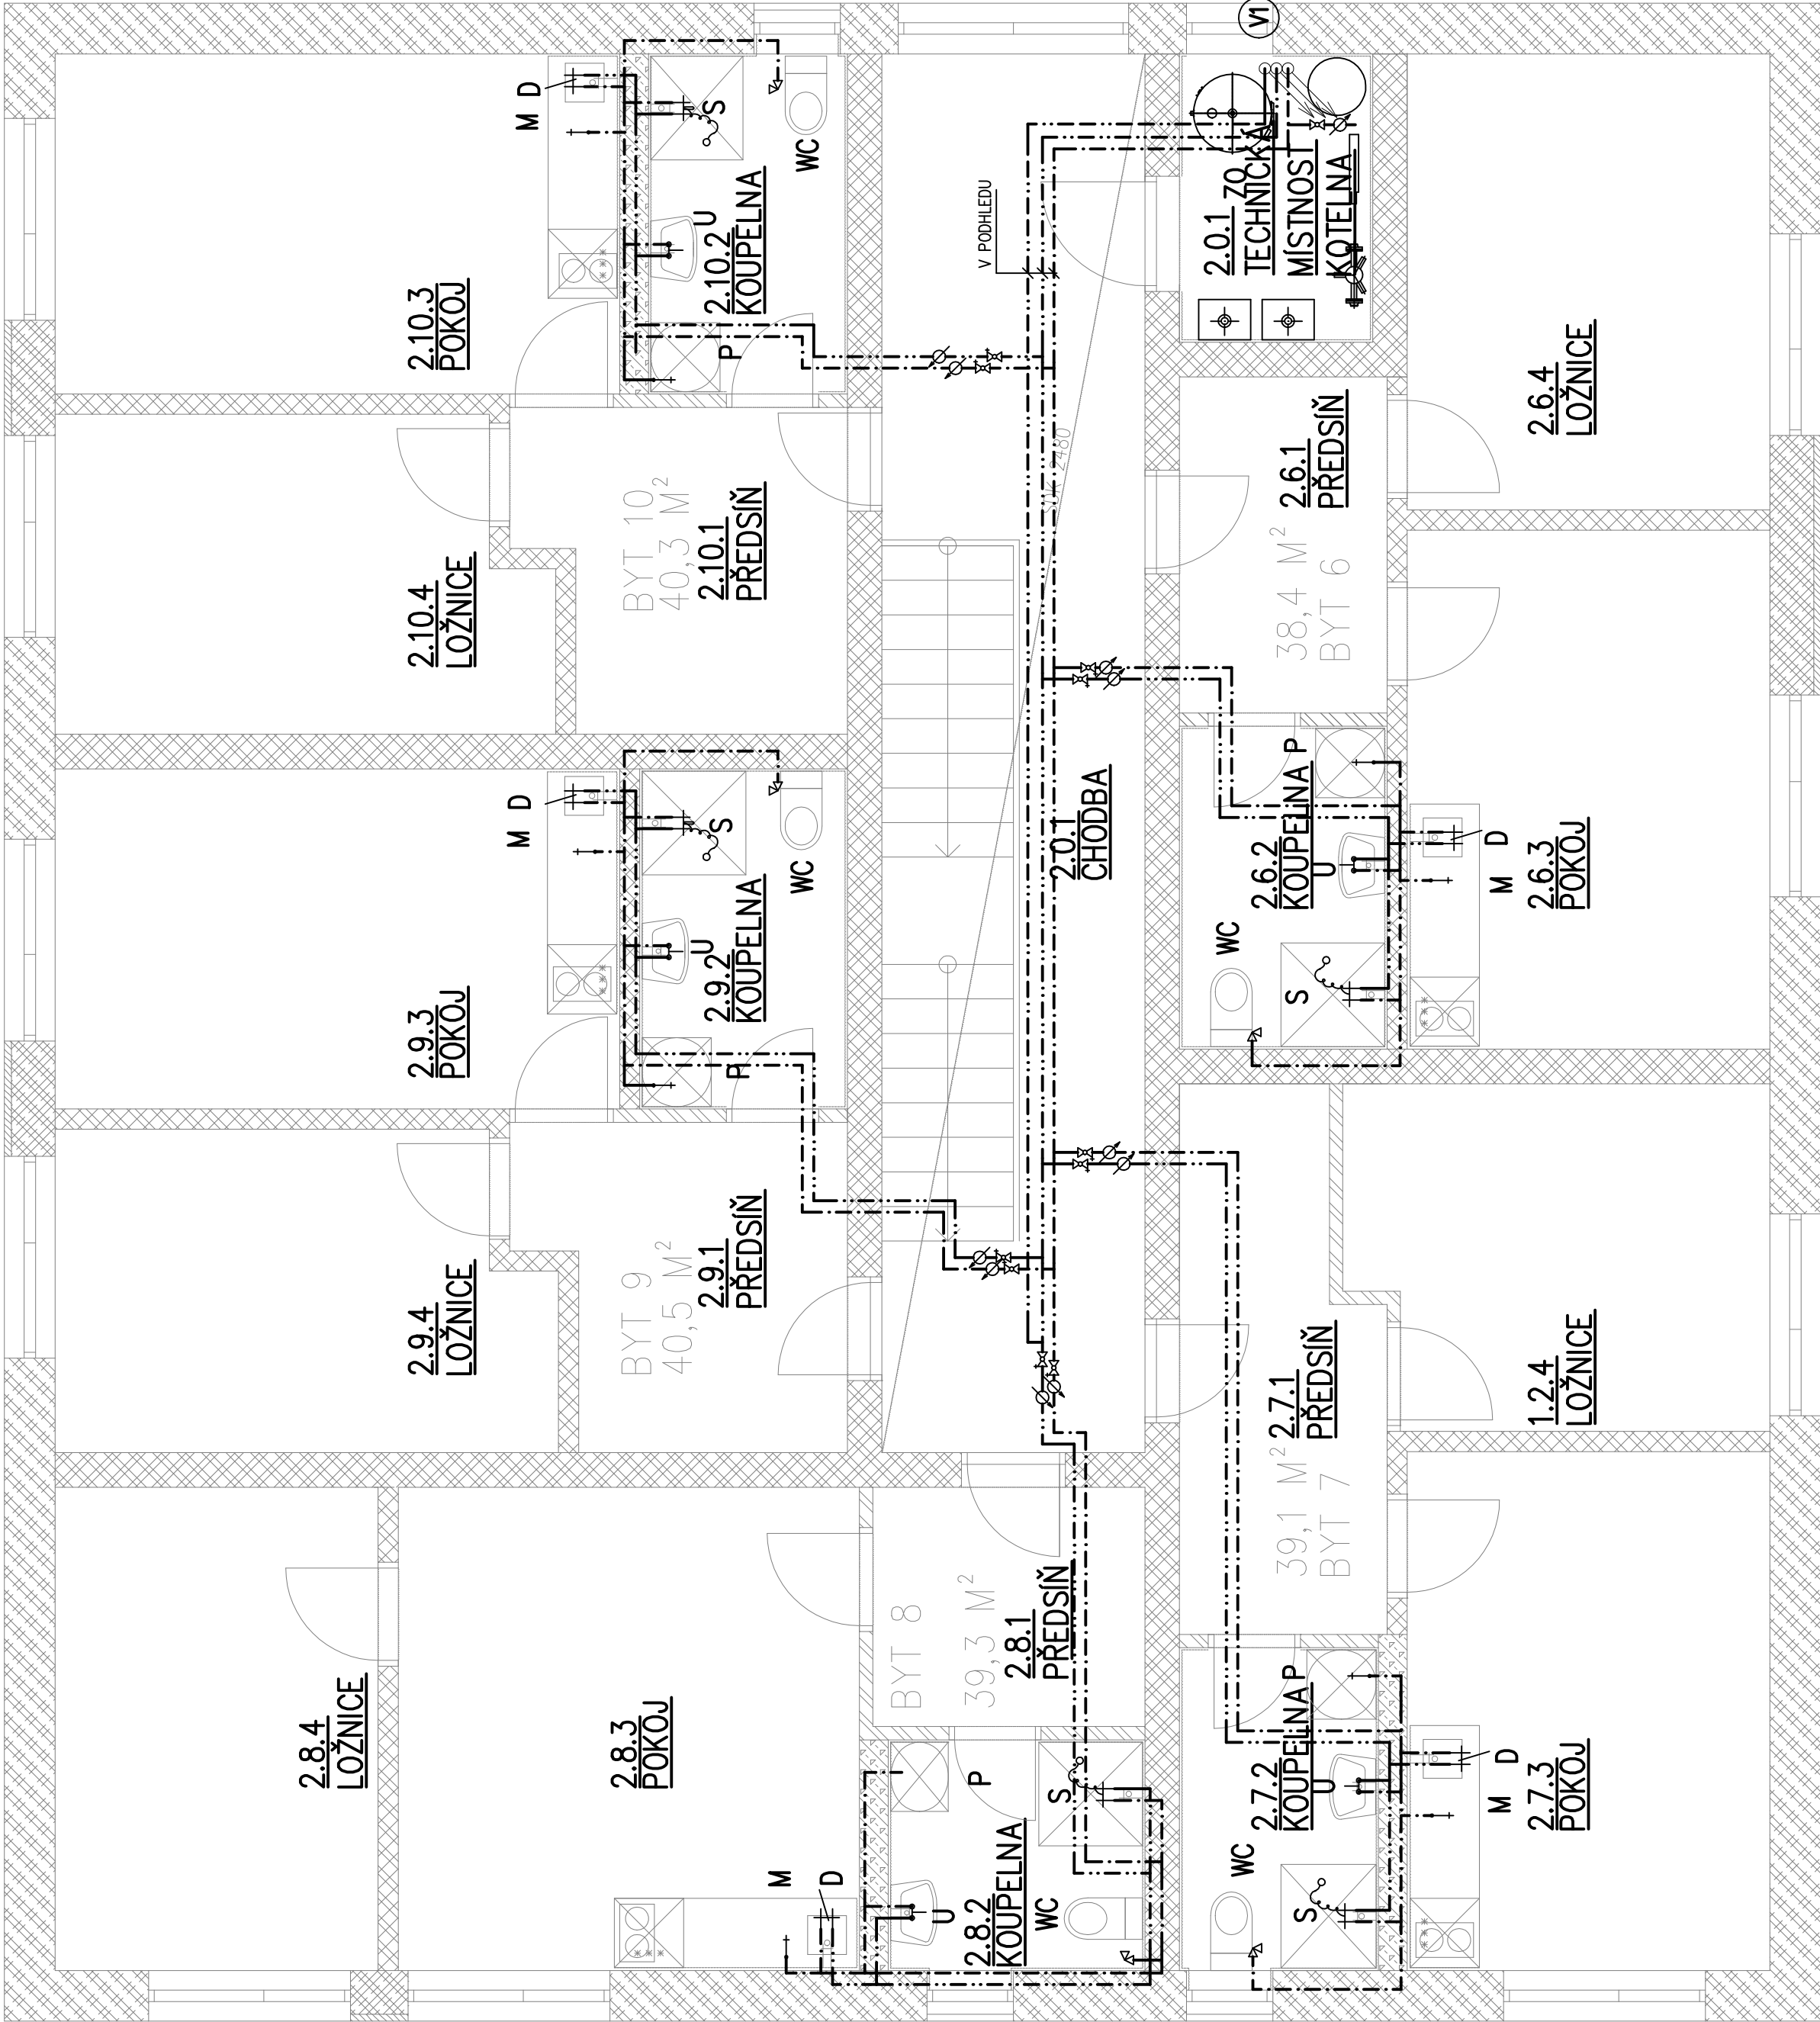 2.10.3
POKOJ
M D
S
WC
U
2.10.2
KOUPELNA
P
2.10.4
LOŽNICE
BYT 10
40,3 M²
2.10.1
PŘEDSÍŇ
2.9.3
POKOJ
M D
S
WC
U
2.9.2
KOUPELNA
P
2.9.4
LOŽNICE
BYT 9
40,5 M²
2.9.1
PŘEDSÍŇ
2.8.4
LOŽNICE
2.8.3
POKOJ
M
D
BYT 8
39,3 M²
2.8.1
PŘEDSÍŇ
P
S
U
2.8.2
KOUPELNA
WC
V PODHLEDU
2480
2.0.1
CHODBA
V1
2.0.1 ZO
TECHNICKÁ
MÍSTNOST
KOTELNA
2.6.1
PŘEDSÍŇ
38,4 M²
BYT 6
2.6.4
LOŽNICE
2.6.2
KOUPELNA
P
U
WC
S
M D
2.6.3
POKOJ
2.7.1
PŘEDSÍŇ
39,1 M²
BYT 7
1.2.4
LOŽNICE
2.7.2
KOUPELNA
P
U
WC
S
M D
2.7.3
POKOJ